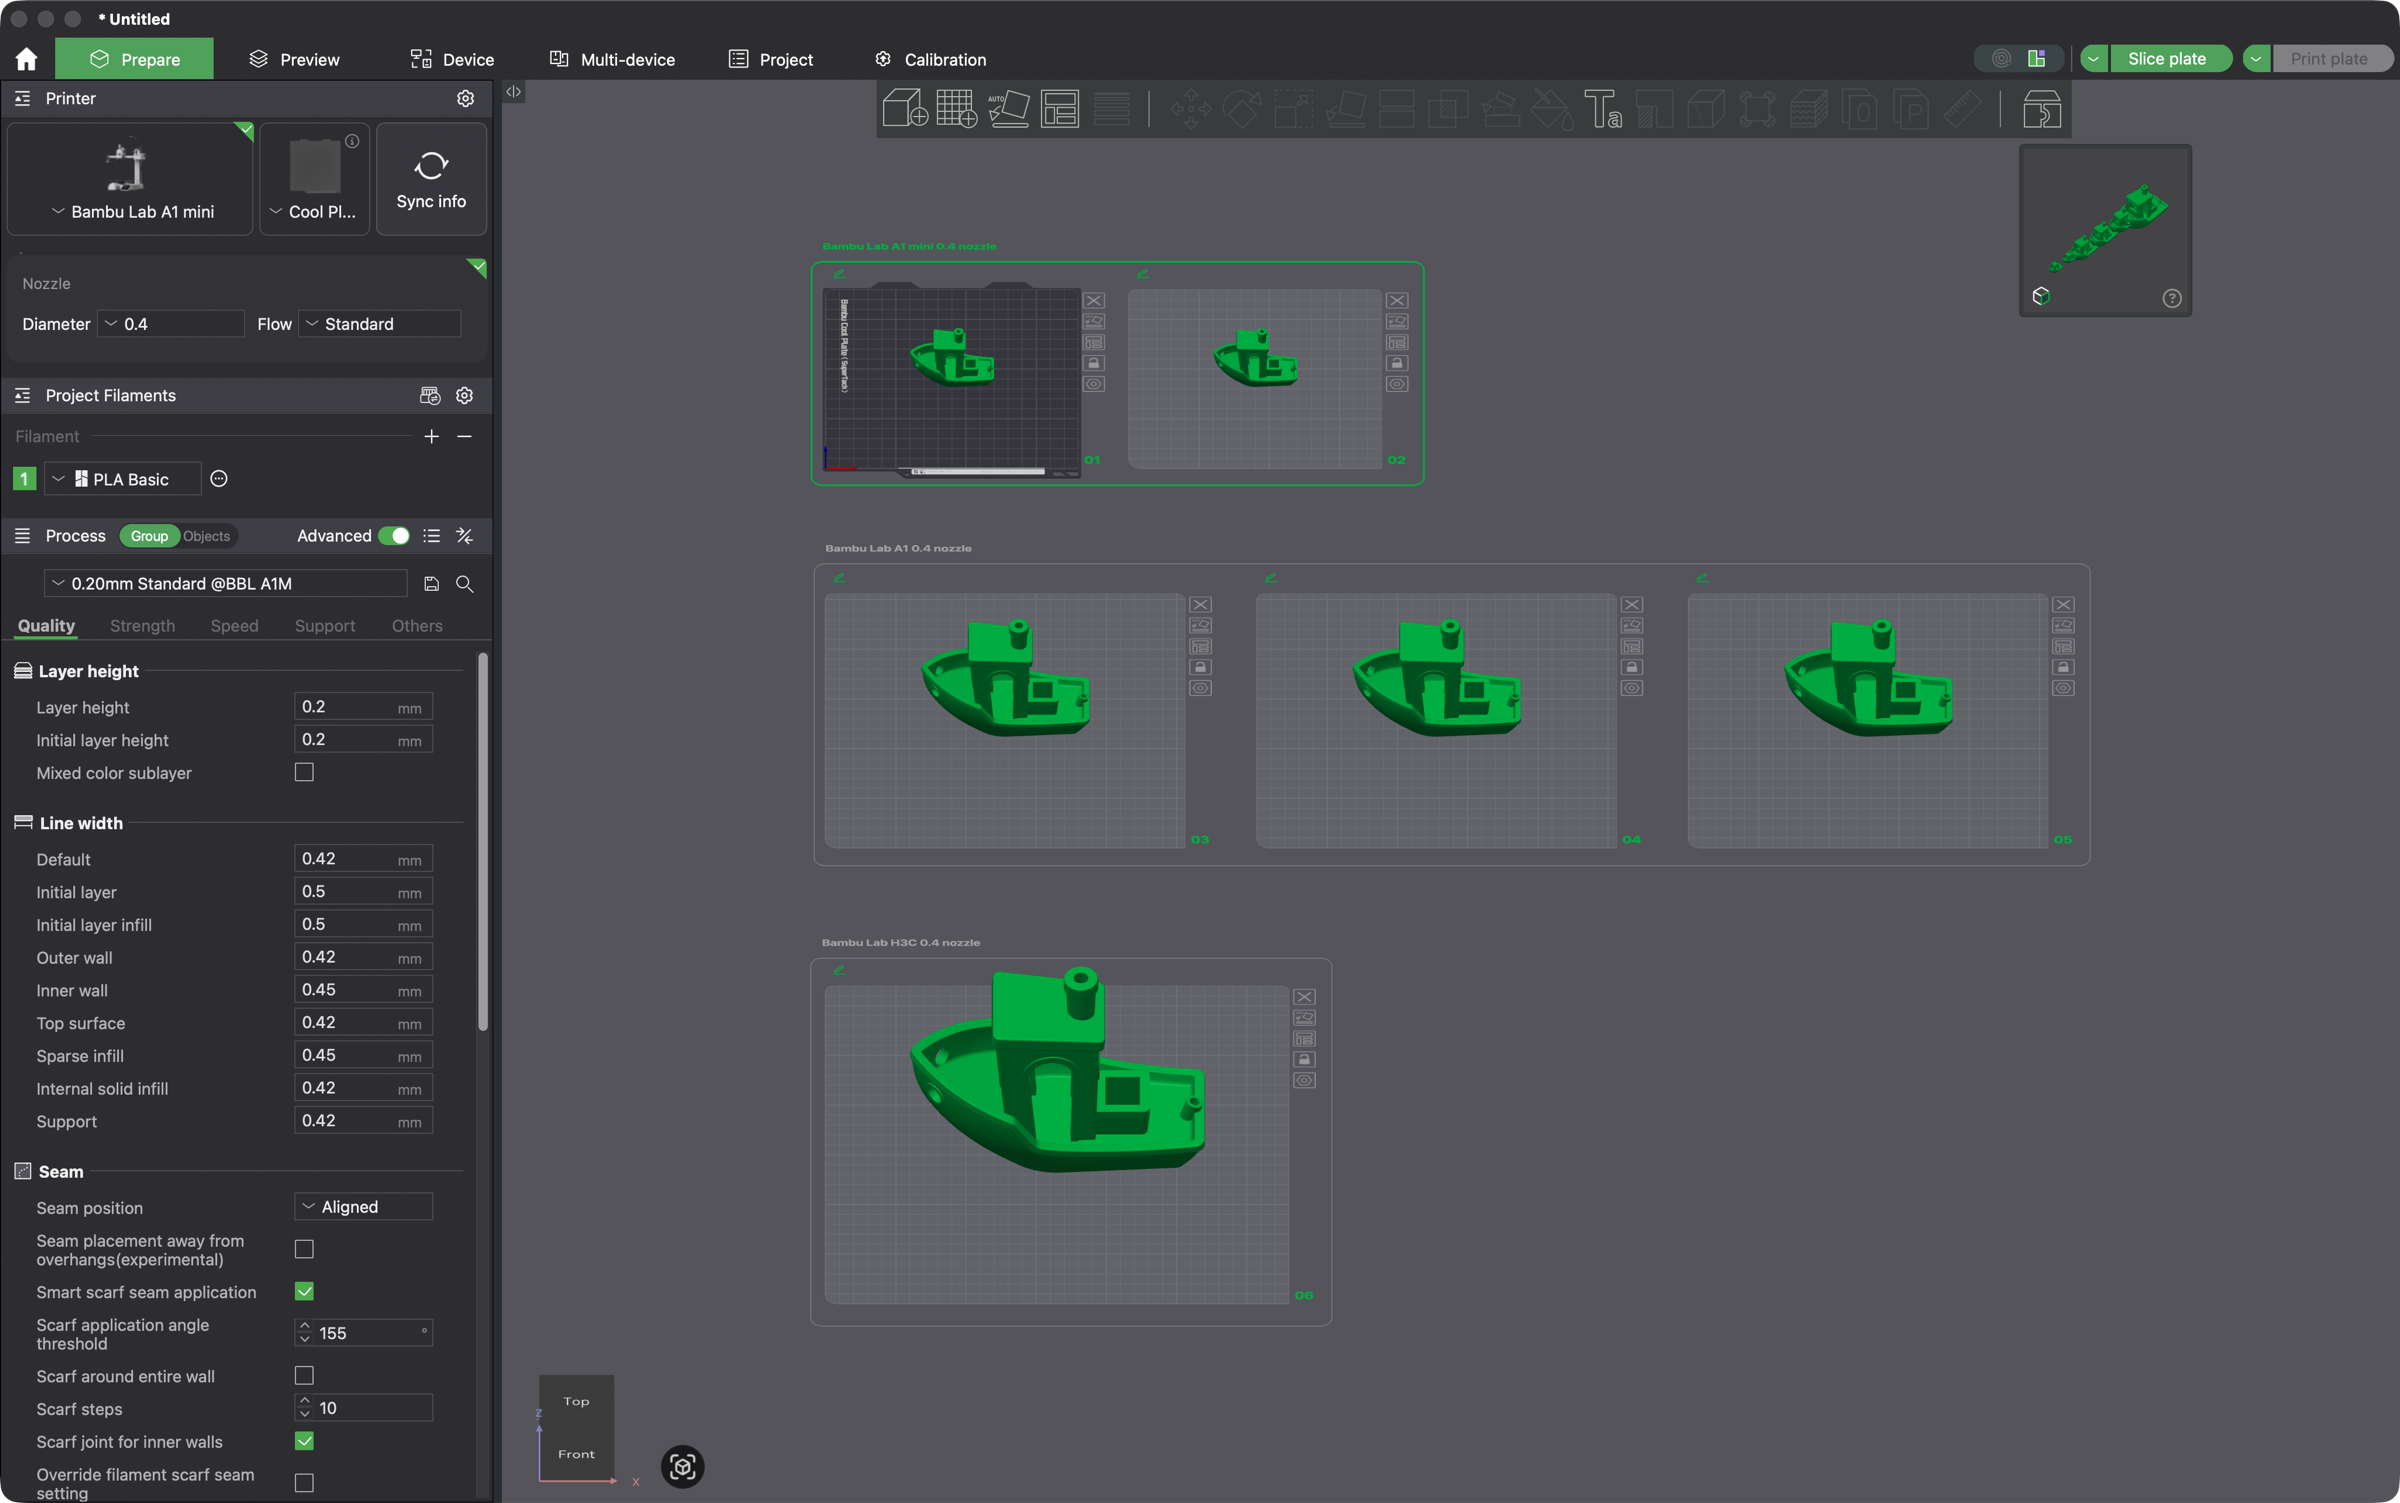 * Untitled
Prepare
Preview
Device
Multi-device
Project
Calibration
Slice plate
Print plate
Printer
Bambu Lab A1 mini
Cool Pl...
Sync info
Nozzle
Diameter
0.4
Flow
Standard
Project Filaments
Filament
1
PLA Basic
Process
Group
Objects
Advanced
0.20mm Standard @BBL A1M
Quality
Strength
Speed
Support
Others
Layer height
Layer height 0.2 mm
Initial layer height 0.2 mm
Mixed color sublayer
Line width
Default 0.42 mm
Initial layer 0.5 mm
Initial layer infill 0.5 mm
Outer wall 0.42 mm
Inner wall 0.45 mm
Top surface 0.42 mm
Sparse infill 0.45 mm
Internal solid infill 0.42 mm
Support 0.42 mm
Seam
Seam position Aligned
Seam placement away from
overhangs(experimental)
Smart scarf seam application
Scarf application angle
threshold
155 °
Scarf around entire wall
Scarf steps 10
Scarf joint for inner walls
Override filament scarf seam
setting
AUTO
Ta
Bambu Lab A1 mini 0.4 nozzle
Bambu Cool Plate (SuperTack)
01
02
Bambu Lab A1 0.4 nozzle
03
04
05
Bambu Lab H3C 0.4 nozzle
06
Top
Front
Z
X